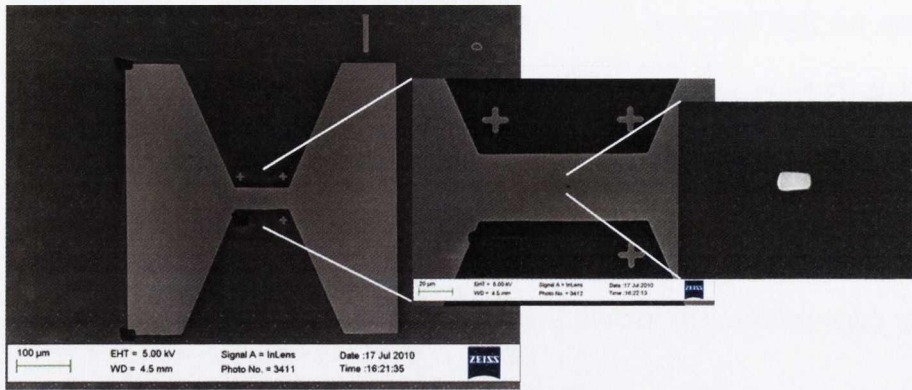 20 µm
EHT = 5.00 kV
Signal A = InLens
Date :17 Jul 2010
WD = 4.5 mm
Photo No. = 3412
Time :16:22:13
ZEISS
100 µm
EHT = 5.00 kV
Signal A = InLens
Date :17 Jul 2010
WD = 4.5 mm
Photo No. = 3411
Time :16:21:35
ZEISS